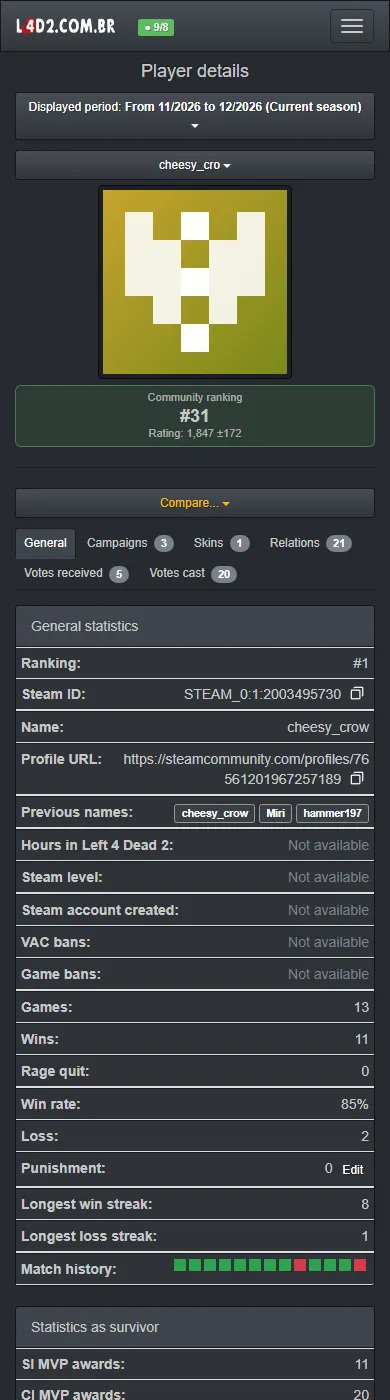 L4D2.COM.BR
● 9/8
Player details
Displayed period: From 11/2026 to 12/2026 (Current season)
cheesy_cro
Community ranking
#31
Rating: 1,847 ±172
Compare...
General Campaigns 3 Skins 1 Relations 21
Votes received 5 Votes cast 20
General statistics
Ranking: #1
Steam ID: STEAM_0:1:2003495730
Name: cheesy_crow
Profile URL: https://steamcommunity.com/profiles/76
561201967257189
Previous names: cheesy_crow Miri hammer197
Hours in Left 4 Dead 2: Not available
Steam level: Not available
Steam account created: Not available
VAC bans: Not available
Game bans: Not available
Games: 13
Wins: 11
Rage quit: 0
Win rate: 85%
Loss: 2
Punishment: 0 Edit
Longest win streak: 8
Longest loss streak: 1
Match history:
Statistics as survivor
SI MVP awards: 11
CI MVP awards: 20